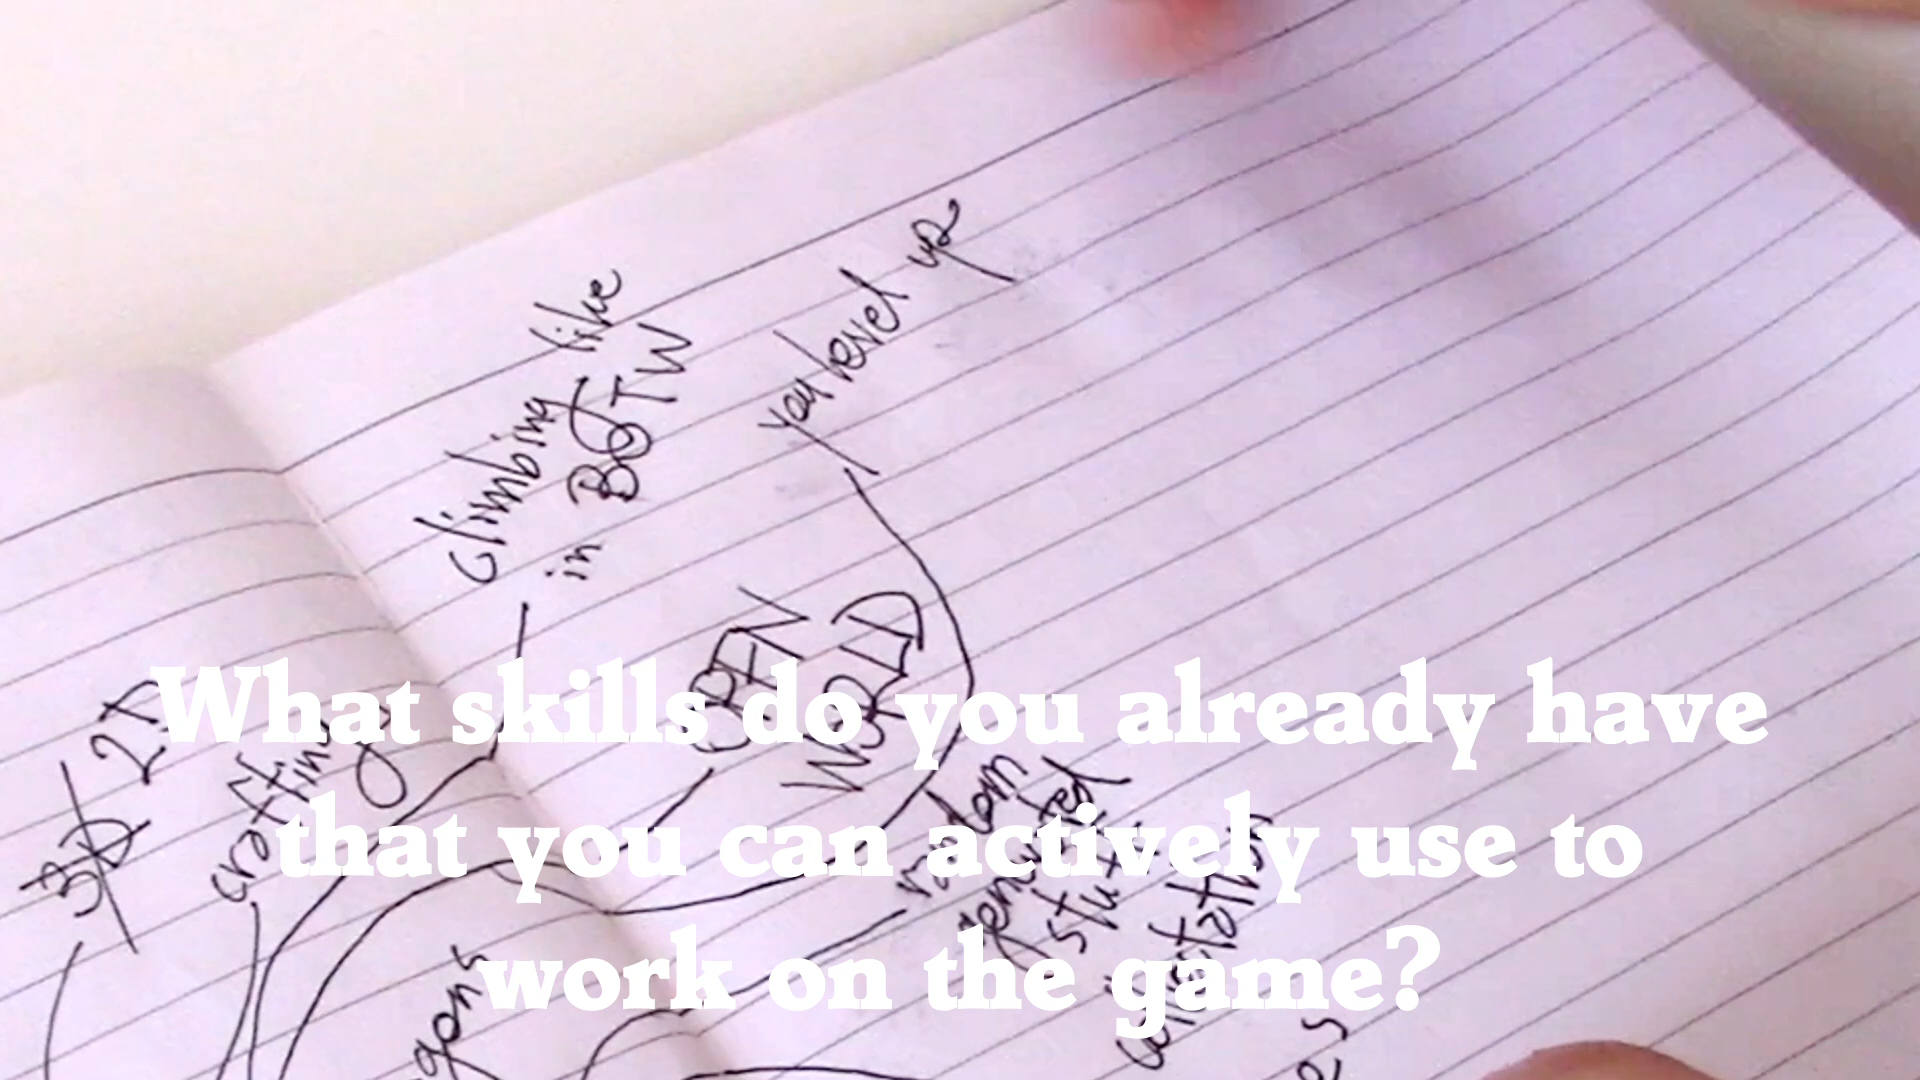 climbing like
in BOTW
you level up
OPEN
WORLD
3D 2D
crafting
random
generated
stuff
What skills do you already have
that you can actively use to
work on the game?